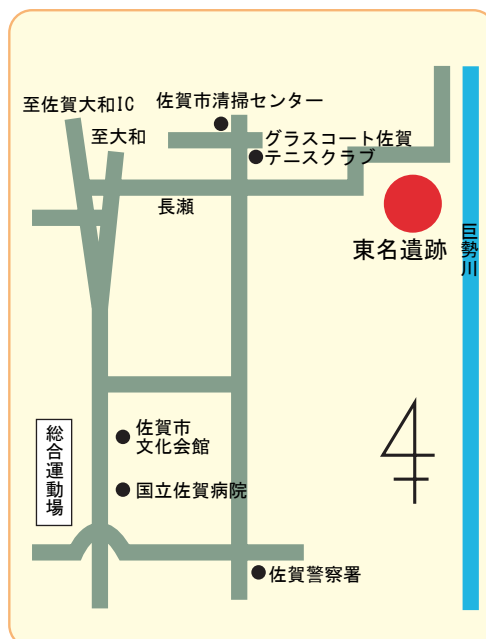 佐賀市清掃センター
至佐賀大和IC
至大和
グラスコート佐賀
テニスクラブ
長瀬
東名遺跡
巨勢川
総合運動場
佐賀市
文化会館
国立佐賀病院
佐賀警察署